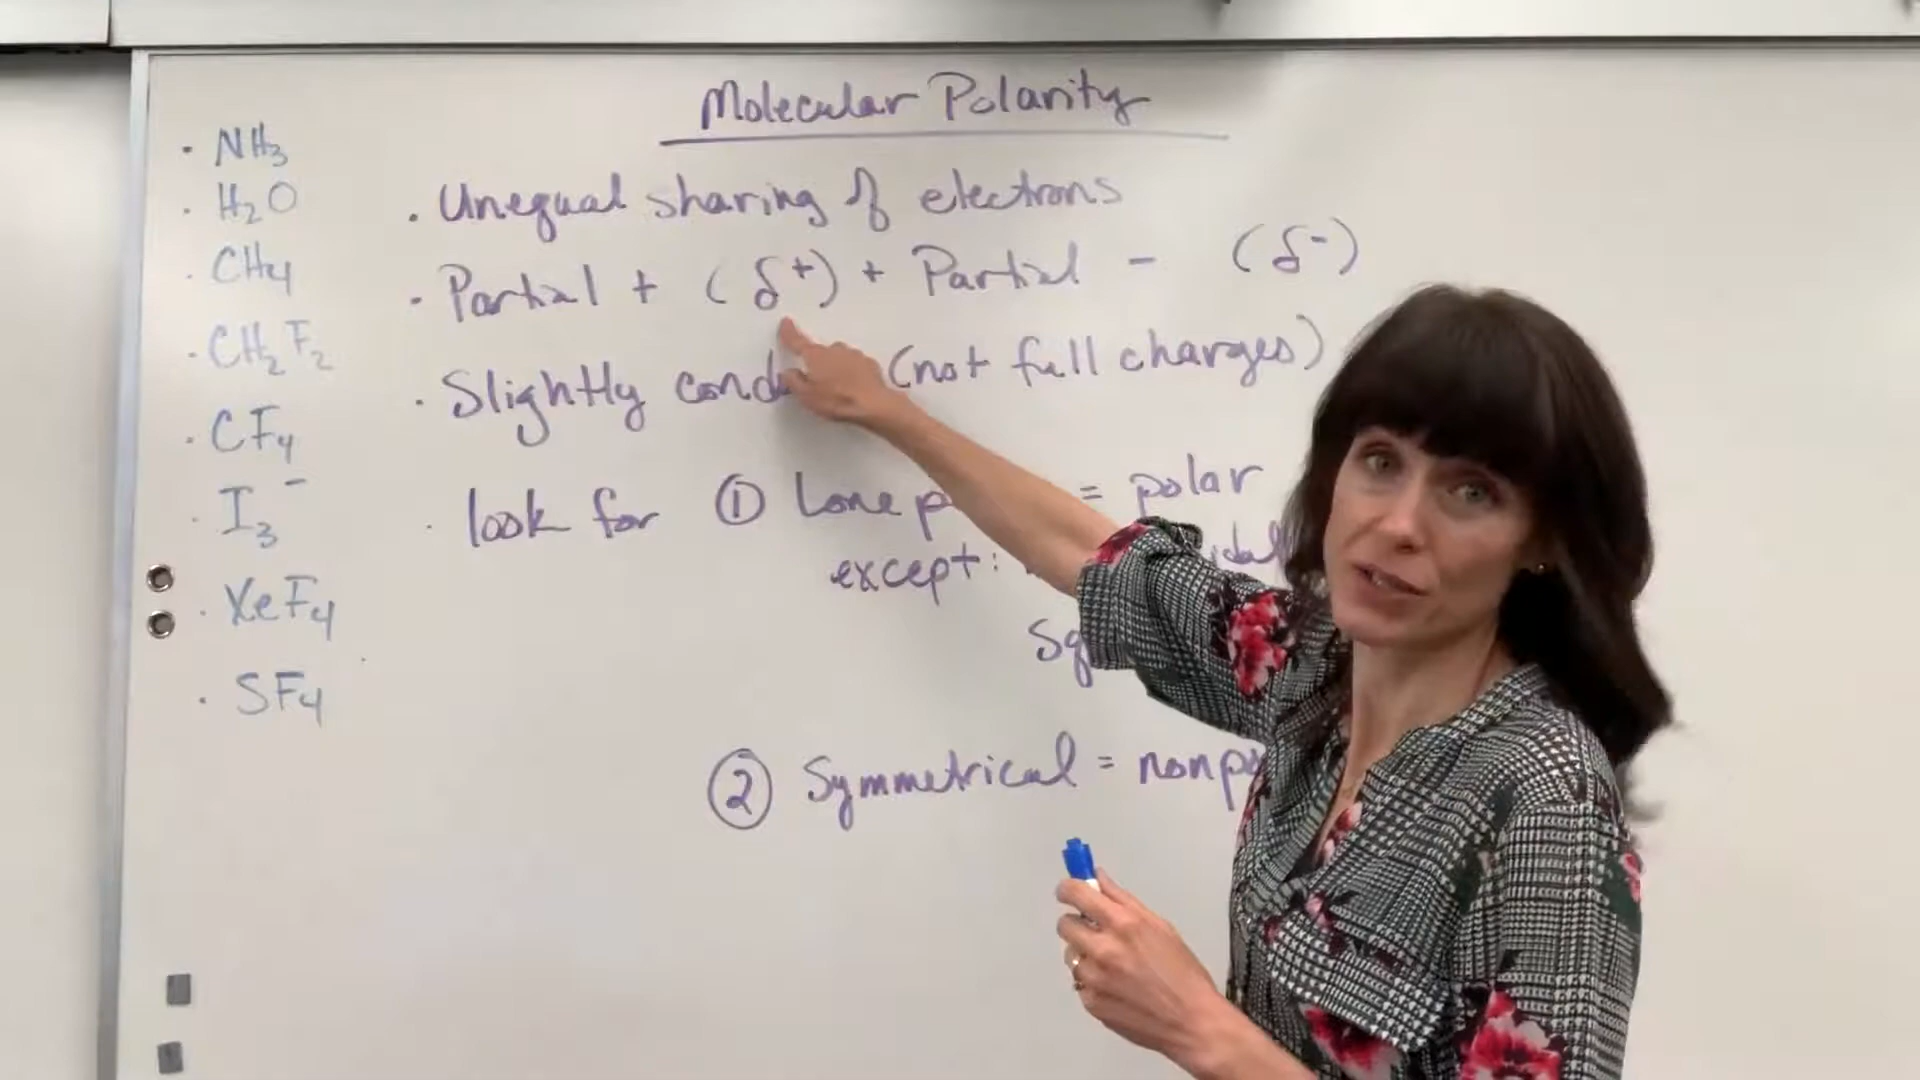 Molecular Polarity
· NH3
· H2O
· CH4
· CH2F2
· CF4
· I3-
· XeF4
· SF4
· Unequal sharing of electrons
· Partial + (δ+) + Partial - (δ-)
· Slightly (not full charges)
· look for ① Lone = polar
except:
② Symmetrical =